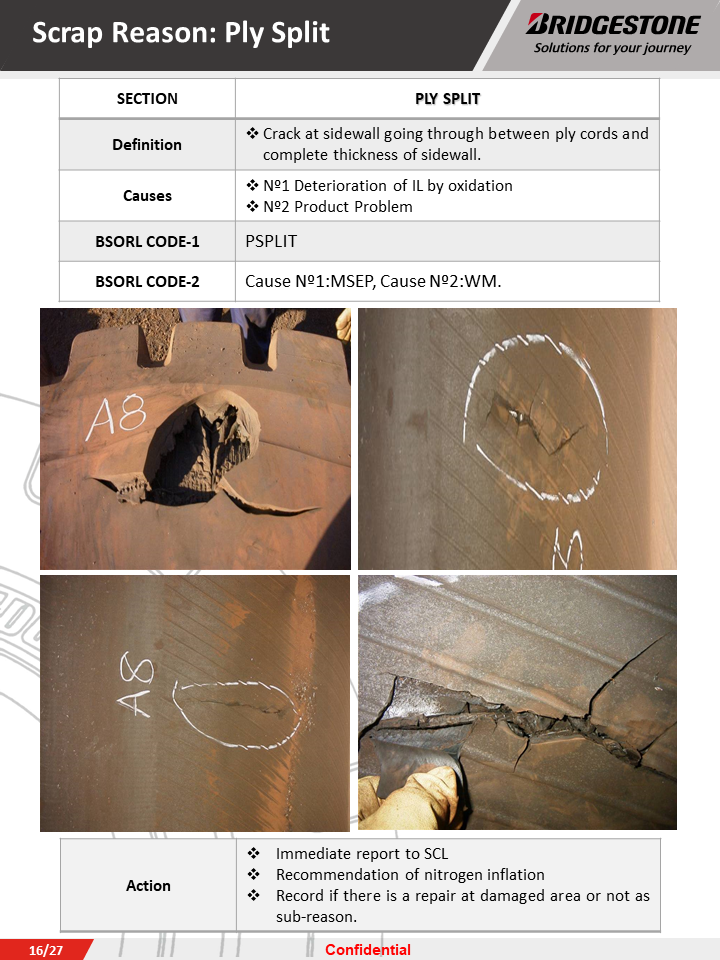 Scrap Reason: Ply Split
BRIDGESTONE
Solutions for your journey
SECTION
PLY SPLIT
Definition
❖ Crack at sidewall going through between ply cords and
complete thickness of sidewall.
Causes
❖ Nº1 Deterioration of IL by oxidation
❖ Nº2 Product Problem
BSORL CODE-1
PSPLIT
BSORL CODE-2
Cause Nº1:MSEP, Cause Nº2:WM.
A8
A8
Action
❖ Immediate report to SCL
❖ Recommendation of nitrogen inflation
❖ Record if there is a repair at damaged area or not as
sub-reason.
16/27
Confidential